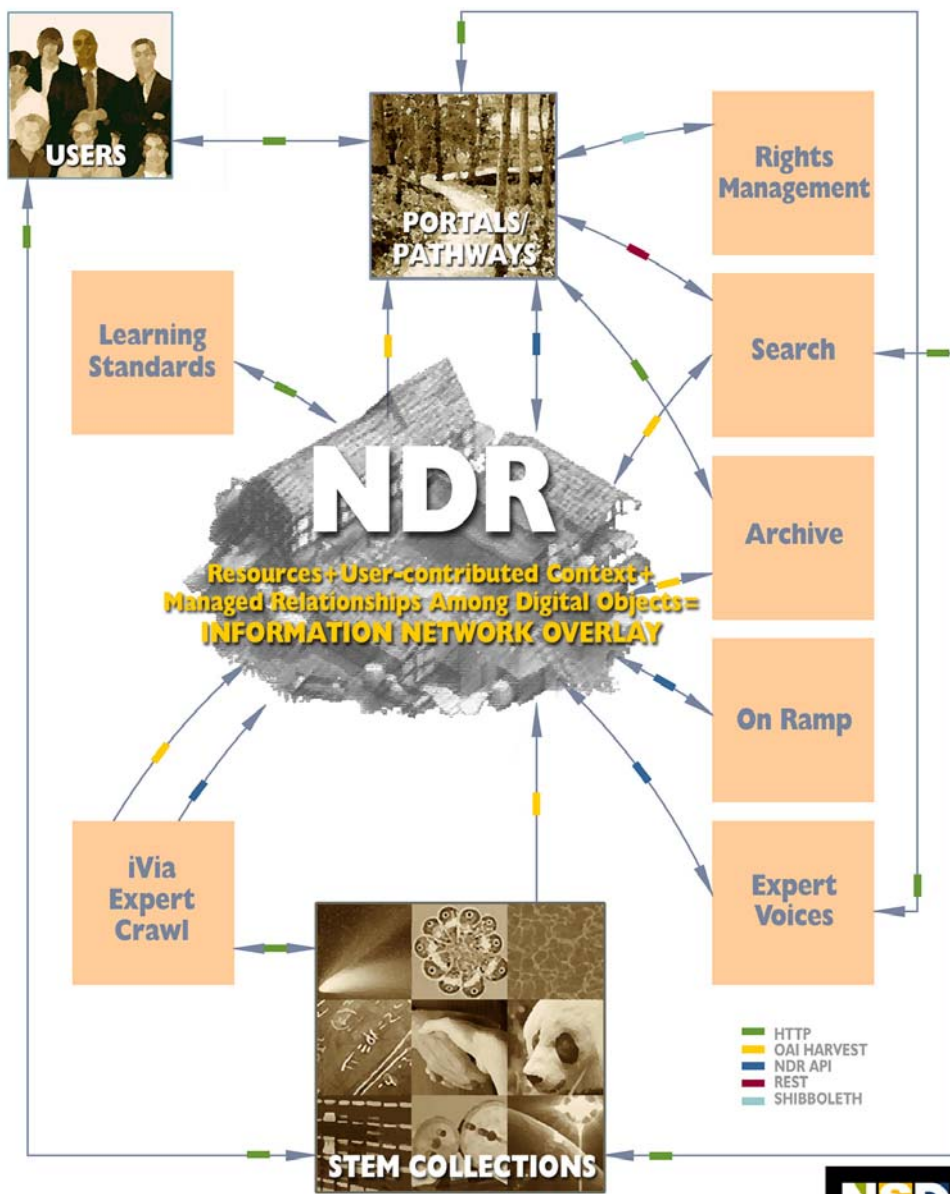 USERS
PORTALS/
PATHWAYS
Rights
Management
Learning
Standards
Search
NDR
Resources+User-contributed Context+
Managed Relationships Among Digital Objects=
INFORMATION NETWORK OVERLAY
Archive
On Ramp
iVia
Expert
Crawl
Expert
Voices
HTTP
OAI HARVEST
NDR API
REST
SHIBBOLETH
STEM COLLECTIONS